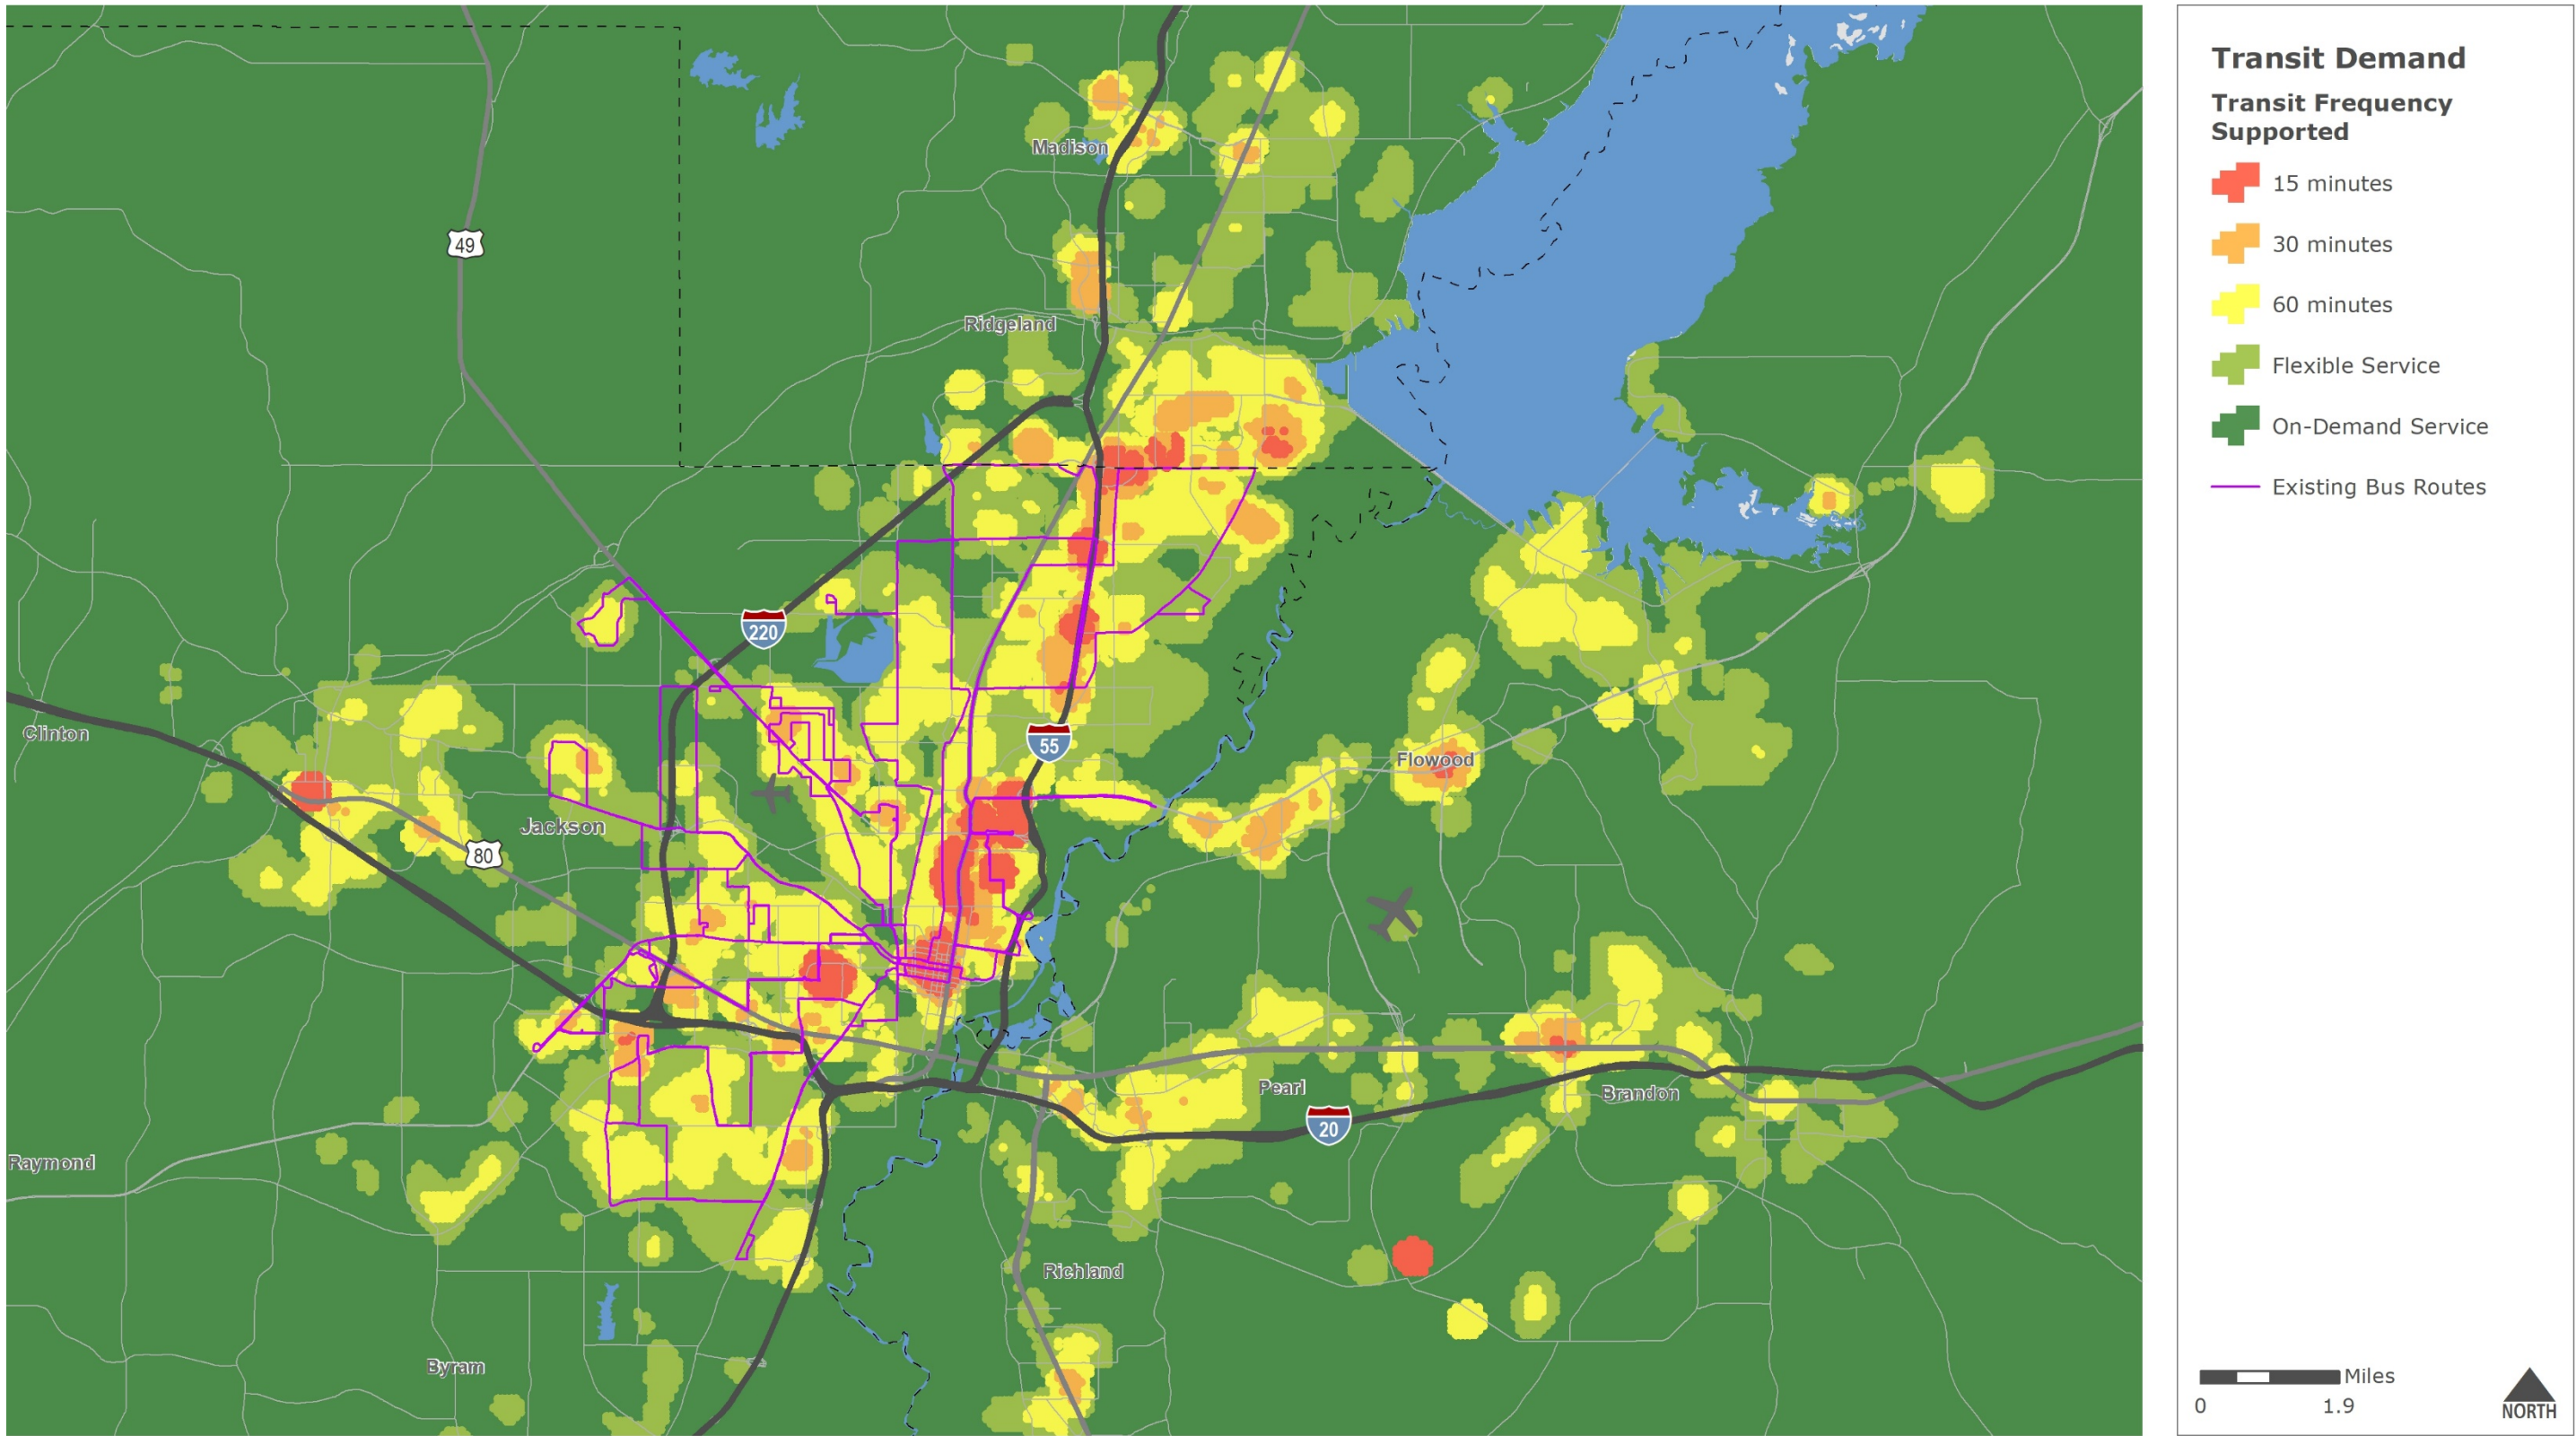 Madison
49
Ridgeland
220
Clinton
55
Flowood
Jackson
80
Pearl
Brandon
20
Raymond
Richland
Byram
Transit Demand
Transit Frequency
Supported
15 minutes
30 minutes
60 minutes
Flexible Service
On-Demand Service
Existing Bus Routes
Miles
0 1.9
NORTH